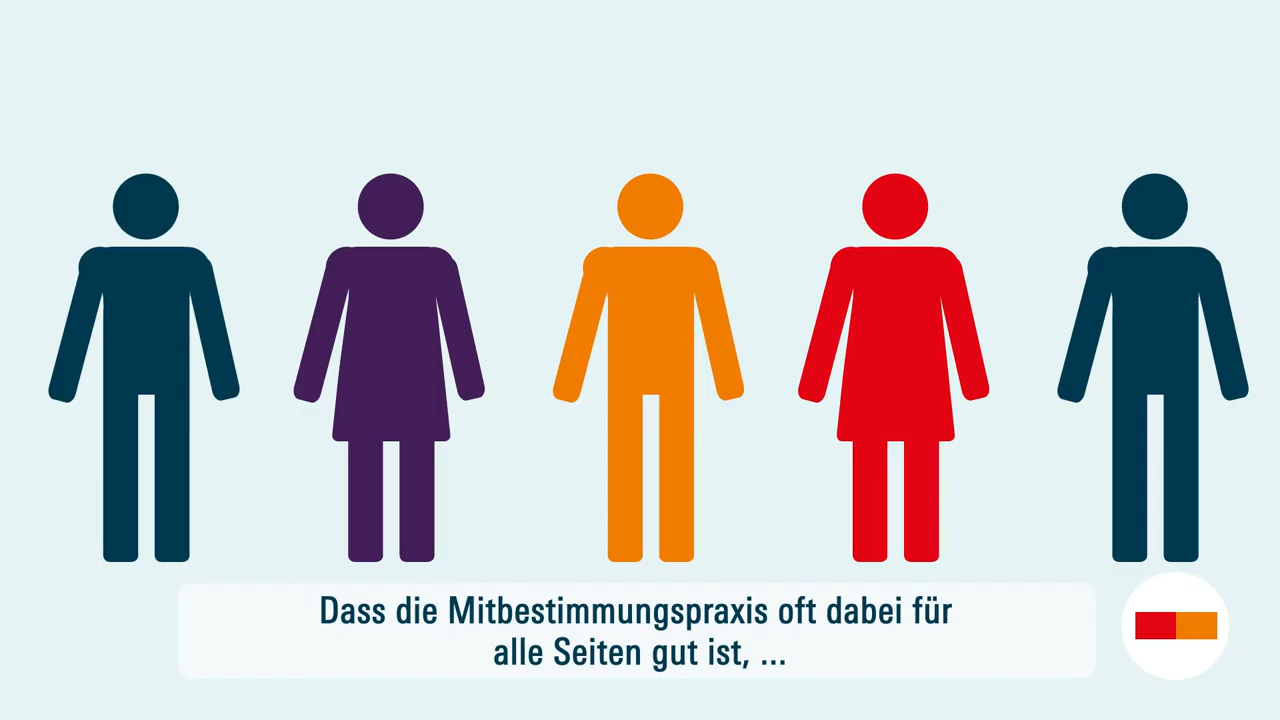 Dass die Mitbestimmungspraxis oft dabei für
alle Seiten gut ist, ...